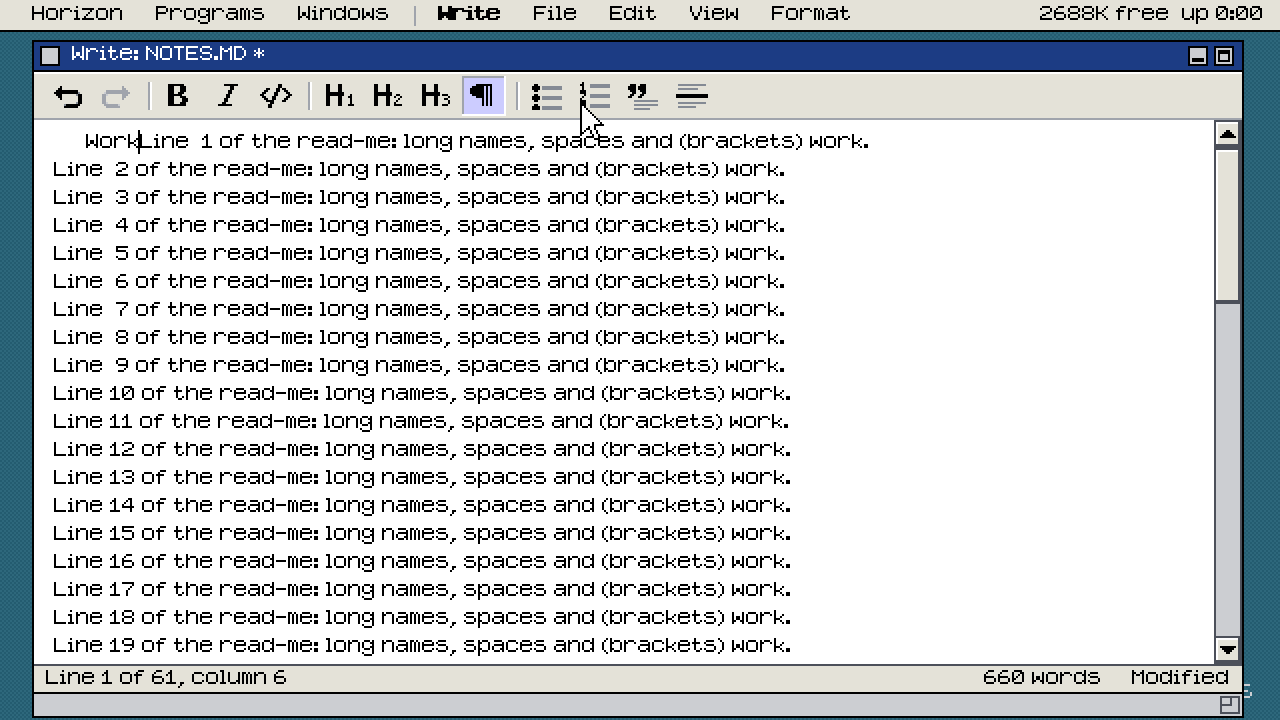 Horizon Programs Windows | Write File Edit View Format 2688K free up 0:00
Write: NOTES.MD *
B I </> H1 H2 H3 ¶
WorkLine 1 of the read-me: long names, spaces and (brackets) work.
Line 2 of the read-me: long names, spaces and (brackets) work.
Line 3 of the read-me: long names, spaces and (brackets) work.
Line 4 of the read-me: long names, spaces and (brackets) work.
Line 5 of the read-me: long names, spaces and (brackets) work.
Line 6 of the read-me: long names, spaces and (brackets) work.
Line 7 of the read-me: long names, spaces and (brackets) work.
Line 8 of the read-me: long names, spaces and (brackets) work.
Line 9 of the read-me: long names, spaces and (brackets) work.
Line 10 of the read-me: long names, spaces and (brackets) work.
Line 11 of the read-me: long names, spaces and (brackets) work.
Line 12 of the read-me: long names, spaces and (brackets) work.
Line 13 of the read-me: long names, spaces and (brackets) work.
Line 14 of the read-me: long names, spaces and (brackets) work.
Line 15 of the read-me: long names, spaces and (brackets) work.
Line 16 of the read-me: long names, spaces and (brackets) work.
Line 17 of the read-me: long names, spaces and (brackets) work.
Line 18 of the read-me: long names, spaces and (brackets) work.
Line 19 of the read-me: long names, spaces and (brackets) work.
Line 1 of 61, column 6 660 words Modified